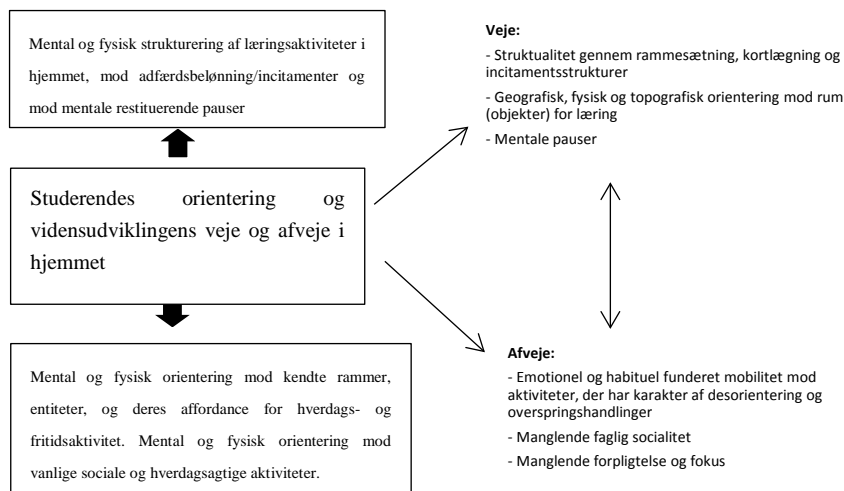 Mental og fysisk strukturering af læringsaktiviteter i
hjemmet, mod adfærdsbelønning/incitamenter og
mod mentale restituerende pauser
Veje:
- Struktualitet gennem rammesætning, kortlægning og
incitamentsstrukturer
- Geografisk, fysisk og topografisk orientering mod rum
(objekter) for læring
- Mentale pauser
Studerendes orientering og
vidensudviklingens veje og afveje i
hjemmet
Mental og fysisk orientering mod kendte rammer,
entiteter, og deres affordance for hverdags- og
fritidsaktivitet. Mental og fysisk orientering mod
vanlige sociale og hverdagsagtige aktiviteter.
Afveje:
- Emotionel og habituel funderet mobilitet mod
aktiviteter, der har karakter af desorientering og
overspringshandlinger
- Manglende faglig socialitet
- Manglende forpligtelse og fokus